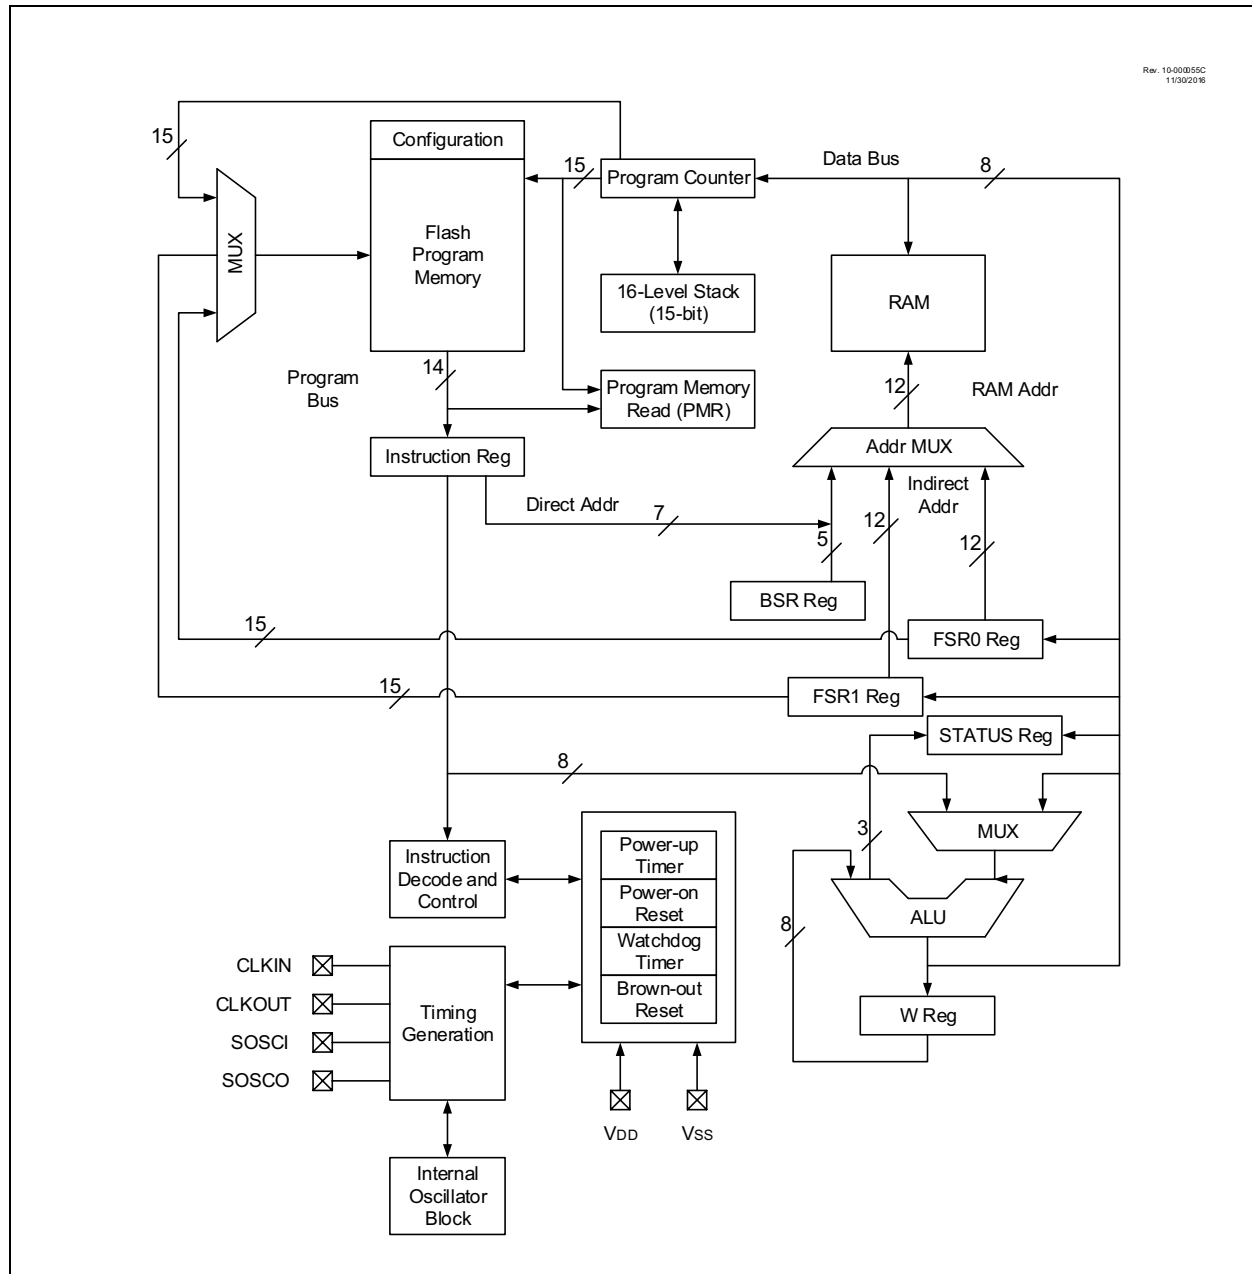 Rev. 10-000055C
11/30/2016
15
Configuration
15
Program Counter
Data Bus
8
MUX
Flash
Program
Memory
16-Level Stack
(15-bit)
RAM
Program
Bus
14
Program Memory
Read (PMR)
12
RAM Addr
Instruction Reg
Addr MUX
Direct Addr
7
Indirect
Addr
12
5
12
BSR Reg
15
FSR0 Reg
15
FSR1 Reg
STATUS Reg
8
MUX
3
Instruction
Decode and
Control
Power-up
Timer
Power-on
Reset
Watchdog
Timer
Brown-out
Reset
ALU
8
CLKIN
CLKOUT
SOSCI
SOSCO
Timing
Generation
W Reg
VDD
VSS
Internal
Oscillator
Block